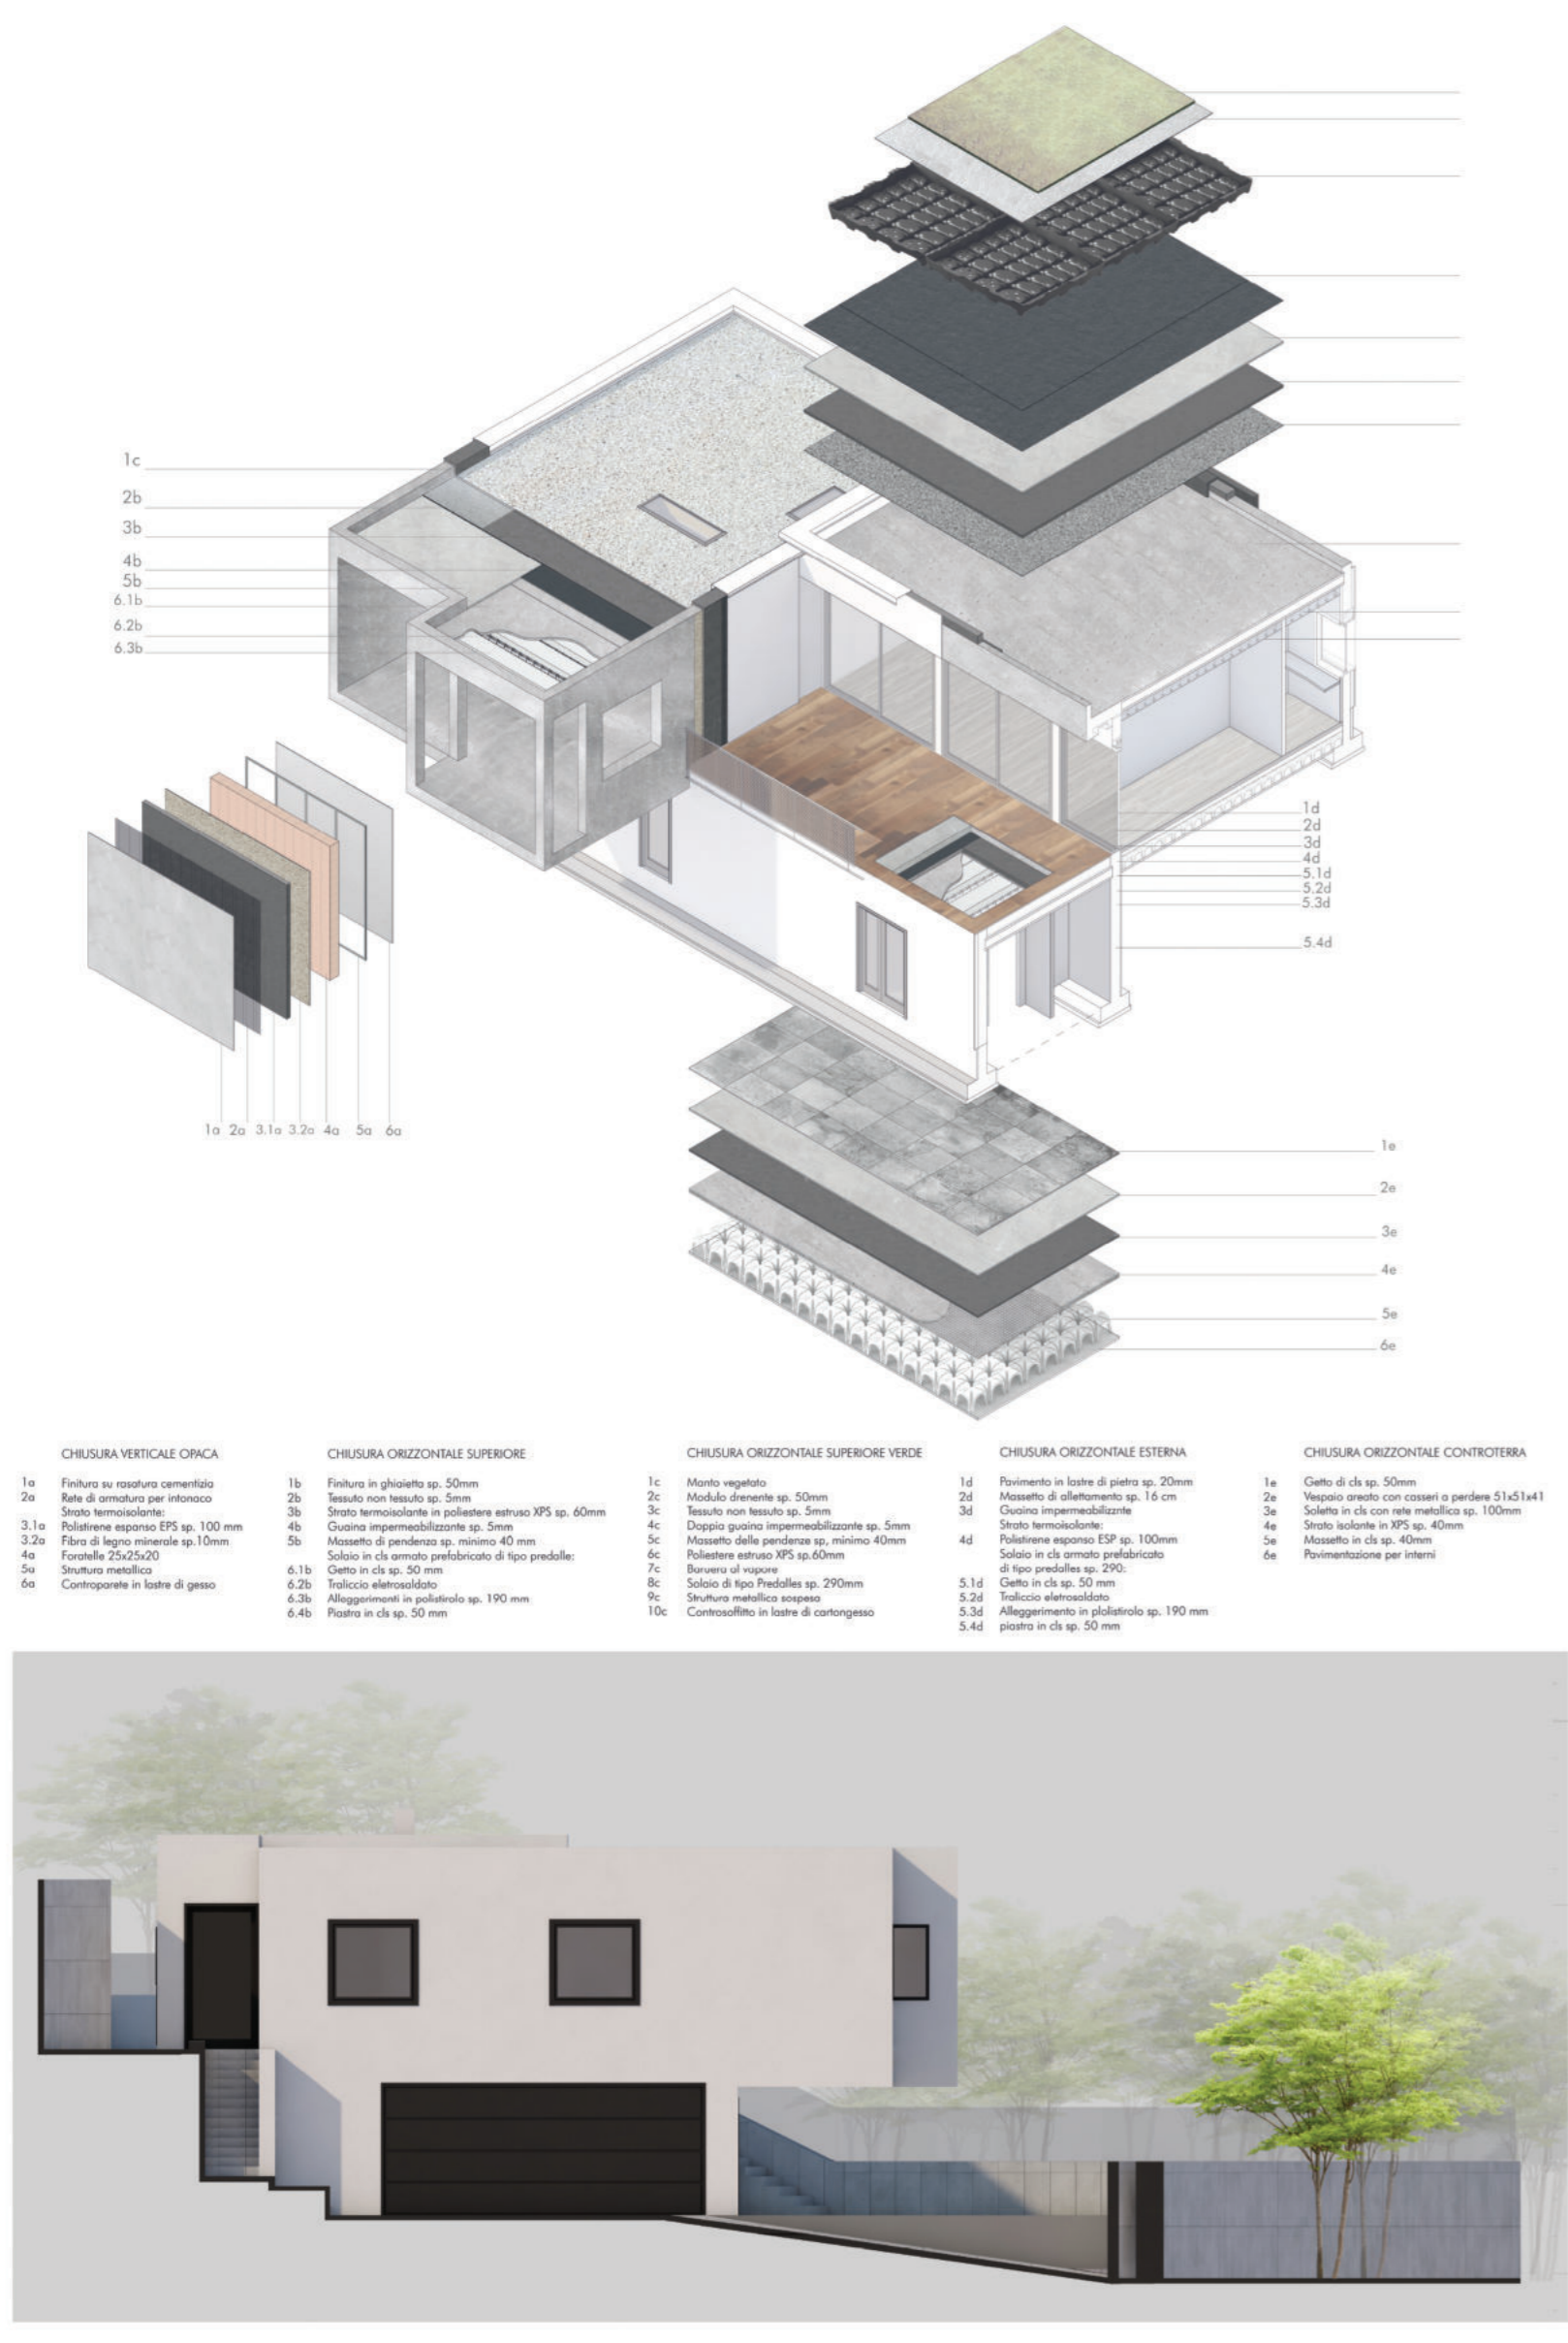 1c
2b
3b
4b
5b
6.1b
6.2b
6.3b
1d
2d
3d
4d
5.1d
5.2d
5.3d
5.4d
1a 2a 3.1a 3.2a 4a 5a 6a
1e
2e
3e
4e
5e
6e
CHIUSURA VERTICALE OPACA
1a Finitura su rasatura cementizia
2a Rete di armatura per intonaco
Strato termoisolante:
3.1a Polistirene espanso EPS sp. 100 mm
3.2a Fibra di legno minerale sp.10mm
4a Foratelle 25x25x20
5a Struttura metallica
6a Controparete in lastre di gesso
CHIUSURA ORIZZONTALE SUPERIORE
1b Finitura in ghiaietta sp. 50mm
2b Tessuto non tessuto sp. 5mm
3b Strato termoisolante in poliestere estruso XPS sp. 60mm
4b Guaina impermeabilizzante sp. 5mm
5b Massetto di pendenza sp. minimo 40 mm
Solaio in cls armato prefabricato di tipo predalle:
6.1b Getto in cls sp. 50 mm
6.2b Traliccio eletrosaldato
6.3b Alleggerimenti in polistirolo sp. 190 mm
6.4b Piastra in cls sp. 50 mm
CHIUSURA ORIZZONTALE SUPERIORE VERDE
1c Manto vegetato
2c Modulo drenente sp. 50mm
3c Tessuto non tessuto sp. 5mm
4c Doppia guaina impermeabilizzante sp. 5mm
5c Massetto delle pendenze sp, minimo 40mm
6c Poliestere estruso XPS sp.60mm
7c Baruera al vapore
8c Solaio di tipo Predalles sp. 290mm
9c Struttura metallica sospesa
10c Controsoffitto in lastre di cartongesso
CHIUSURA ORIZZONTALE ESTERNA
1d Pavimento in lastre di pietra sp. 20mm
2d Massetto di allettamento sp. 16 cm
3d Guaina impermeabilizznte
Strato termoisolante:
4d Polistirene espanso ESP sp. 100mm
Solaio in cls armato prefabricato
di tipo predalles sp. 290:
5.1d Getto in cls sp. 50 mm
5.2d Traliccio eletrosaldato
5.3d Alleggerimento in plolistirolo sp. 190 mm
5.4d piastra in cls sp. 50 mm
CHIUSURA ORIZZONTALE CONTROTERRA
1e Getto di cls sp. 50mm
2e Vespaio areato con casseri a perdere 51x51x41
3e Soletta in cls con rete metallica sp. 100mm
4e Strato isolante in XPS sp. 40mm
5e Massetto in cls sp. 40mm
6e Pavimentazione per interni